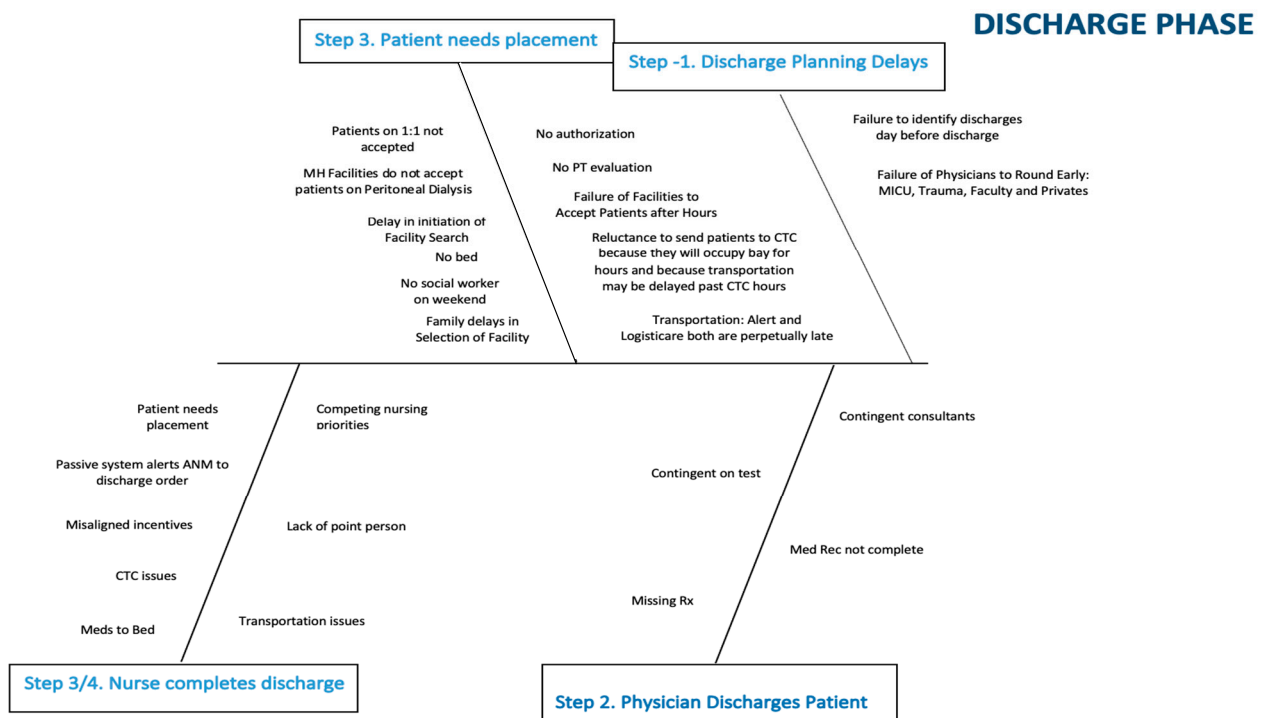 DISCHARGE PHASE
Step 3. Patient needs placement
Step -1. Discharge Planning Delays
Patients on 1:1 not
accepted
MH Facilities do not accept
patients on Peritoneal Dialysis
Delay in initiation of
Facility Search
No bed
No social worker
on weekend
Family delays in
Selection of Facility
No authorization
No PT evaluation
Failure of Facilities to
Accept Patients after Hours
Reluctance to send patients to CTC
because they will occupy bay for
hours and because transportation
may be delayed past CTC hours
Transportation: Alert and
Logisticare both are perpetually late
Failure to identify discharges
day before discharge
Failure of Physicians to Round Early:
MICU, Trauma, Faculty and Privates
Patient needs
placement
Passive system alerts ANM to
discharge order
Misaligned incentives
CTC issues
Meds to Bed
Competing nursing
priorities
Lack of point person
Transportation issues
Contingent on test
Missing Rx
Contingent consultants
Med Rec not complete
Step 3/4. Nurse completes discharge
Step 2. Physician Discharges Patient